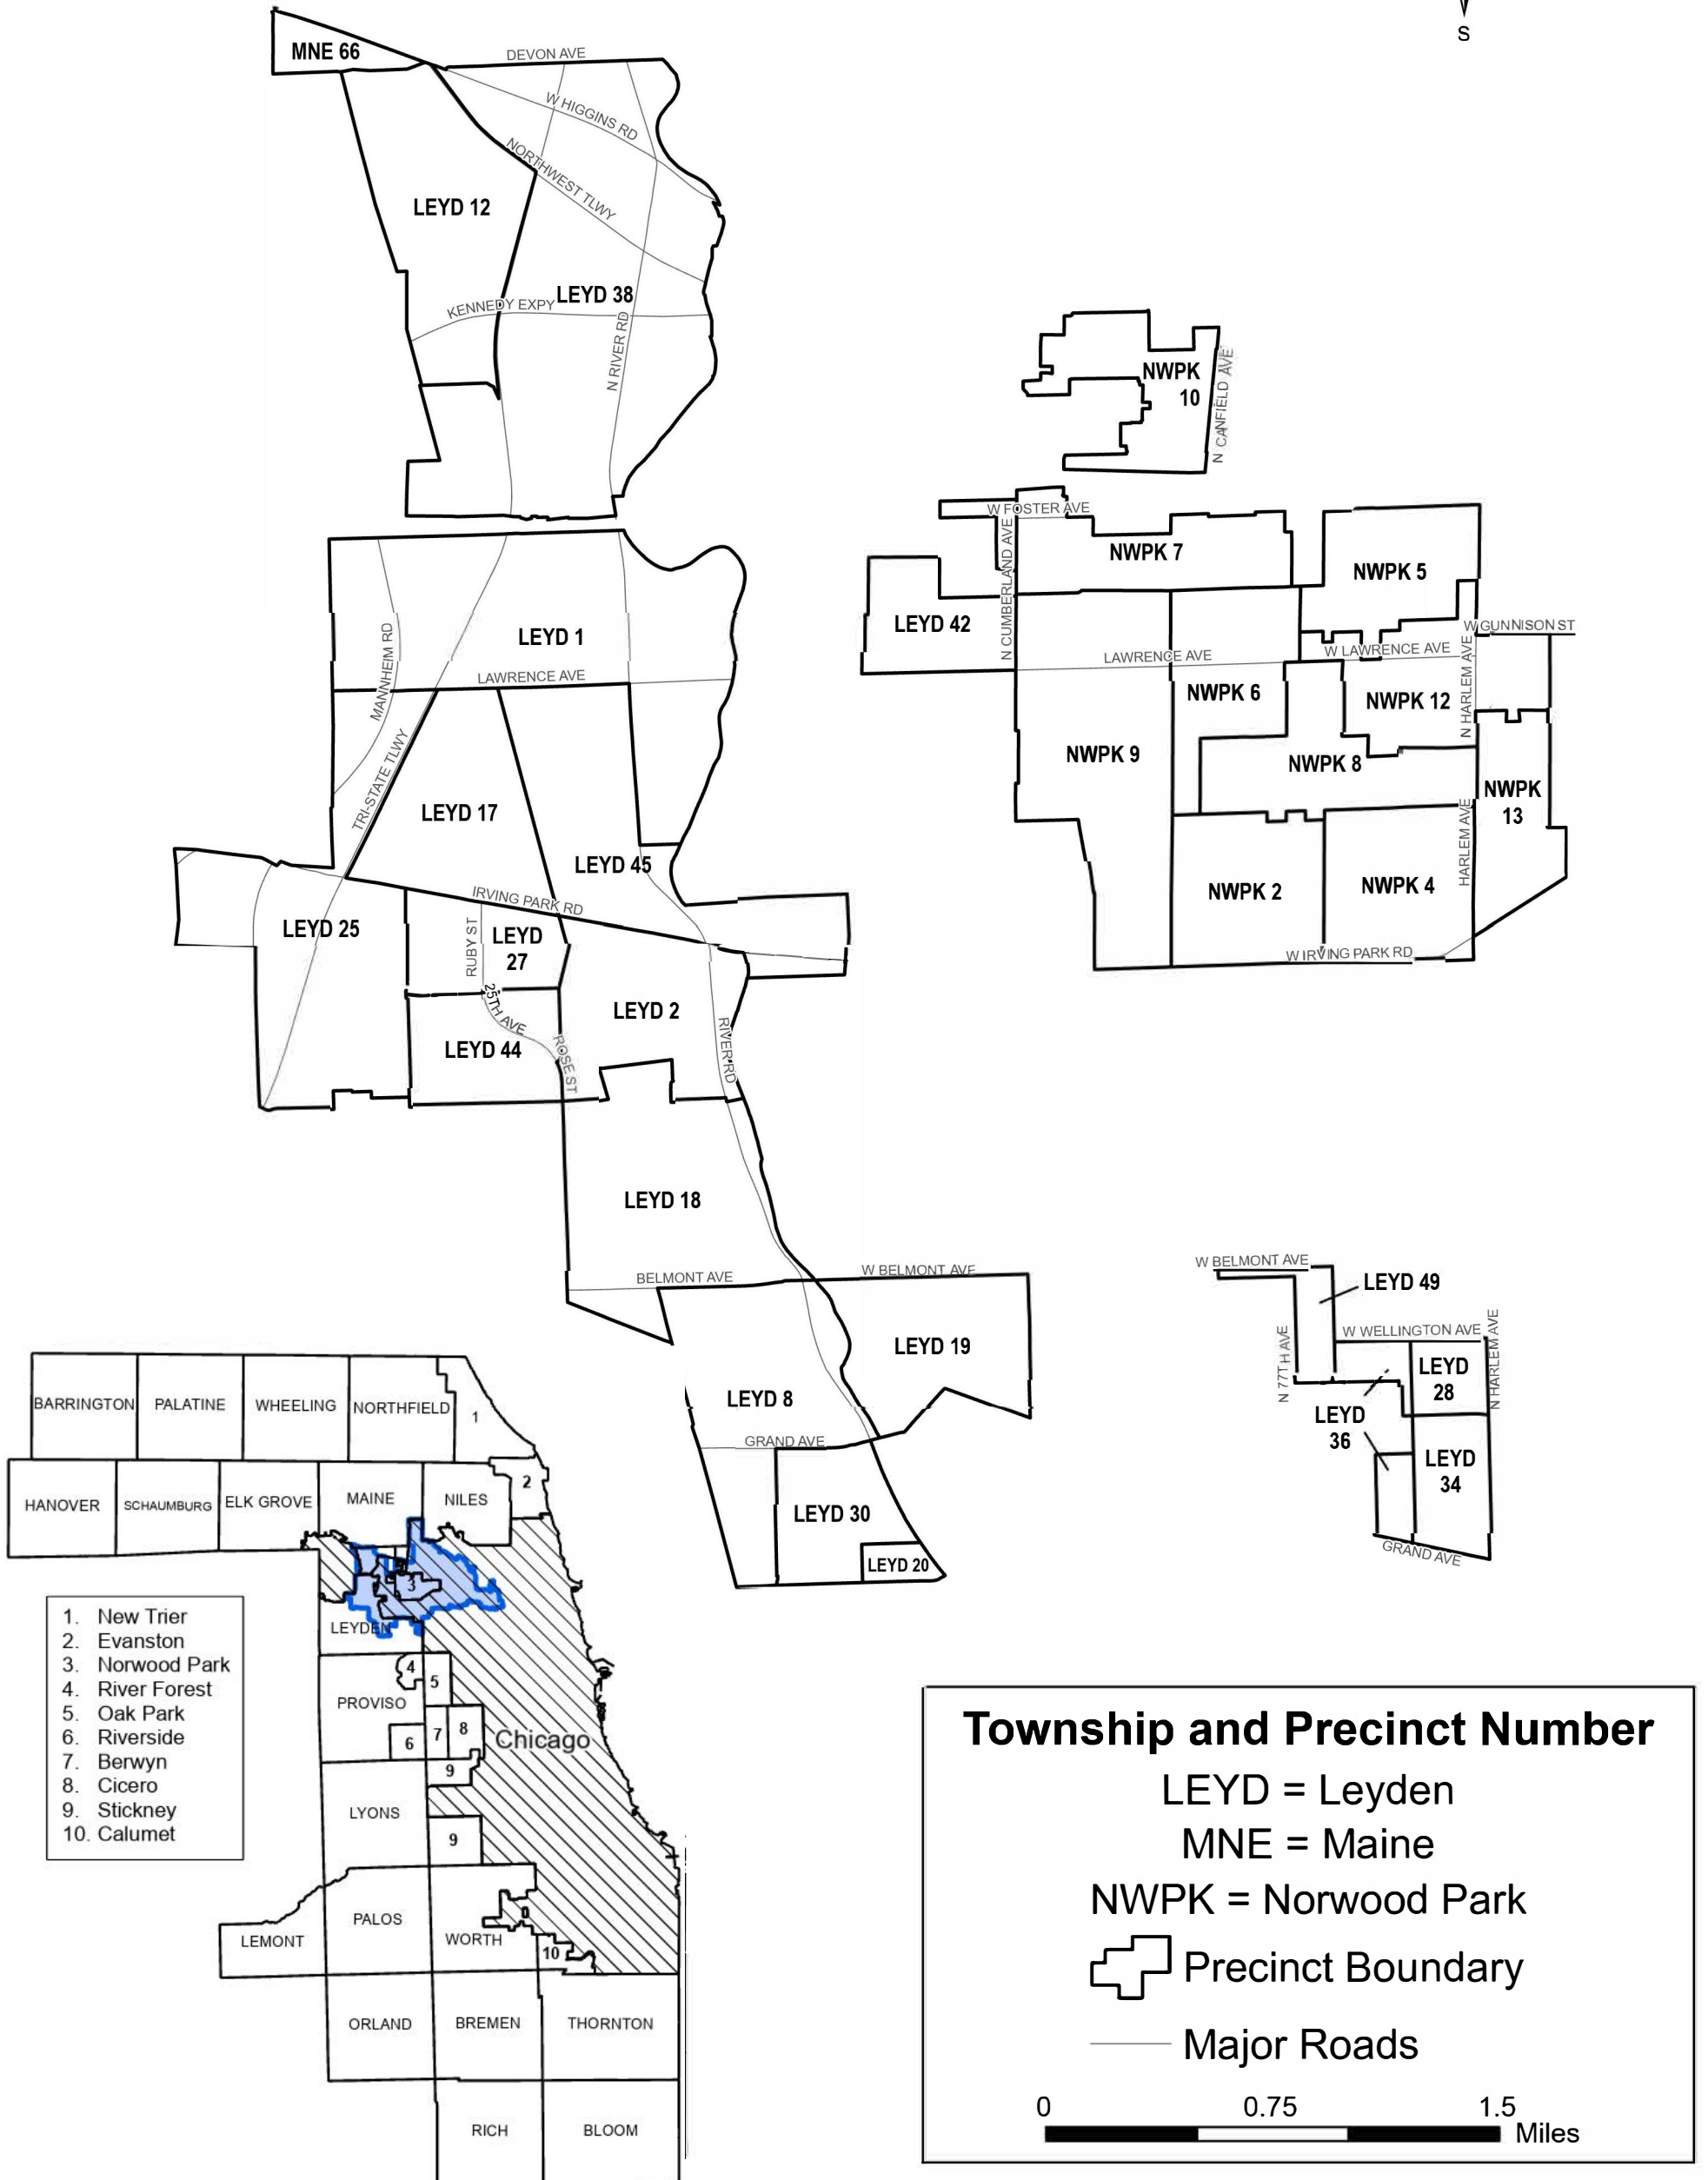 S
MNE 66
DEVON AVE
W HIGGINS RD
NORTHWEST TLWY
LEYD 12
LEYD 38
KENNEDY EXPY
N RIVER RD
NWPK
10
N CANFIELD AVE
W FOSTER AVE
NWPK 7
NWPK 5
N CUMBERLAND AVE
LEYD 42
W GUNNISON ST
LAWRENCE AVE
W LAWRENCE AVE
NWPK 6
NWPK 12
N HARLEM AVE
NWPK 9
NWPK 8
NWPK
13
HARLEM AVE
NWPK 2
NWPK 4
W IRVING PARK RD
LEYD 1
MANNHEIM RD
LAWRENCE AVE
TRI-STATE TLWY
LEYD 17
LEYD 45
IRVING PARK RD
LEYD 25
RUBY ST
LEYD
27
25TH AVE
LEYD 2
LEYD 44
ROSE ST
RIVER RD
LEYD 18
BELMONT AVE
W BELMONT AVE
LEYD 19
LEYD 8
GRAND AVE
LEYD 30
LEYD 20
W BELMONT AVE
LEYD 49
W WELLINGTON AVE
N 77TH AVE
N HARLEM AVE
LEYD
28
LEYD
36
LEYD
34
GRAND AVE
BARRINGTON
PALATINE
WHEELING
NORTHFIELD
1
HANOVER
SCHAUMBURG
ELK GROVE
MAINE
NILES
2
3
LEYDEN
4
5
PROVISO
6
7
8
Chicago
9
LYONS
9
PALOS
LEMONT
WORTH
10
ORLAND
BREMEN
THORNTON
RICH
BLOOM
1. New Trier
2. Evanston
3. Norwood Park
4. River Forest
5. Oak Park
6. Riverside
7. Berwyn
8. Cicero
9. Stickney
10. Calumet
Township and Precinct Number
LEYD = Leyden
MNE = Maine
NWPK = Norwood Park
Precinct Boundary
Major Roads
0 0.75 1.5
Miles